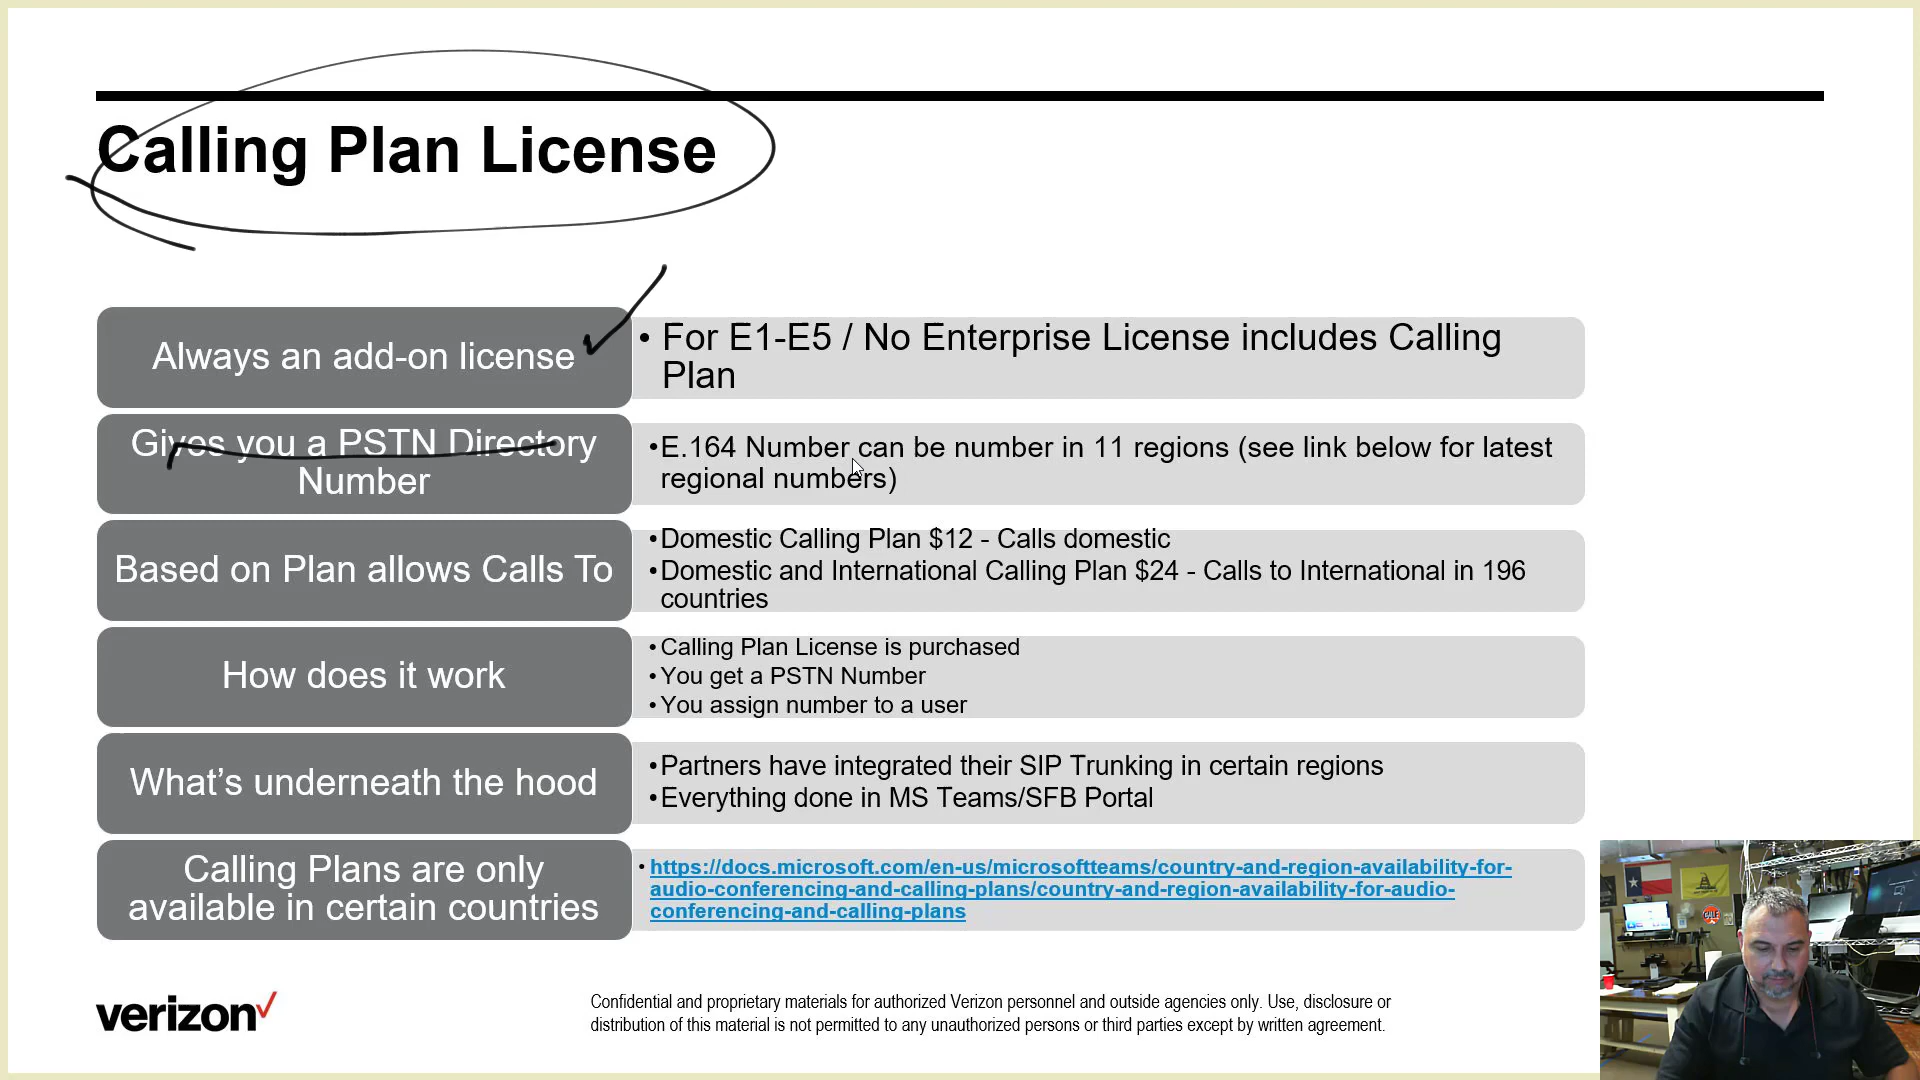 Calling Plan License
Always an add-on license
• For E1-E5 / No Enterprise License includes Calling
Plan
Gives you a PSTN Directory
Number
•E.164 Number can be number in 11 regions (see link below for latest
regional numbers)
Based on Plan allows Calls To
•Domestic Calling Plan $12 - Calls domestic
•Domestic and International Calling Plan $24 - Calls to International in 196
countries
How does it work
•Calling Plan License is purchased
•You get a PSTN Number
•You assign number to a user
What’s underneath the hood
•Partners have integrated their SIP Trunking in certain regions
•Everything done in MS Teams/SFB Portal
Calling Plans are only
available in certain countries
• https://docs.microsoft.com/en-us/microsoftteams/country-and-region-availability-for-
audio-conferencing-and-calling-plans/country-and-region-availability-for-audio-
conferencing-and-calling-plans
verizon
Confidential and proprietary materials for authorized Verizon personnel and outside agencies only. Use, disclosure or
distribution of this material is not permitted to any unauthorized persons or third parties except by written agreement.